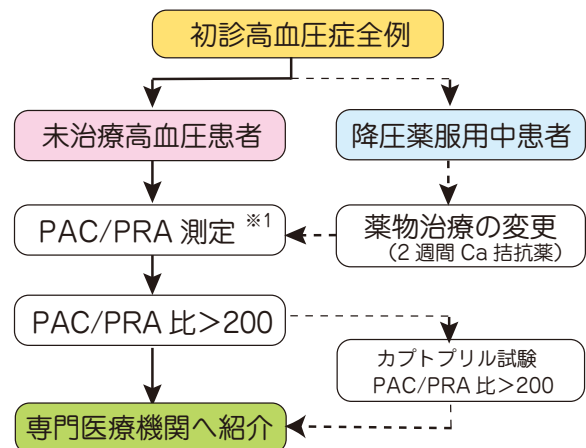 初診高血圧症全例
未治療高血圧患者
降圧薬服用中患者
PAC/PRA 測定 ※1
薬物治療の変更
(2 週間 Ca 拮抗薬)
PAC/PRA 比>200
カプトプリル試験
PAC/PRA 比>200
専門医療機関へ紹介